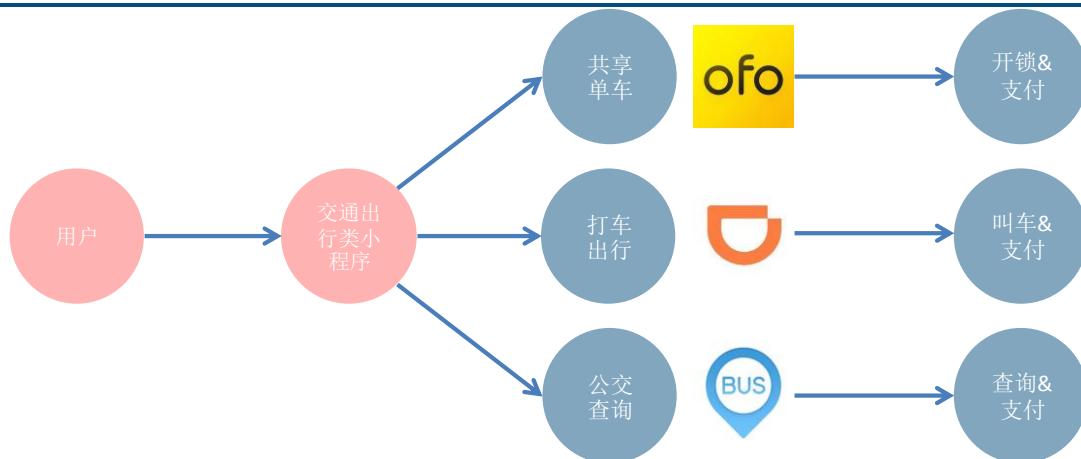 共享
单车
ofo
开锁&
支付
用户
交通出
行类小
程序
打车
出行
叫车&
支付
公交
查询
BUS
查询&
支付